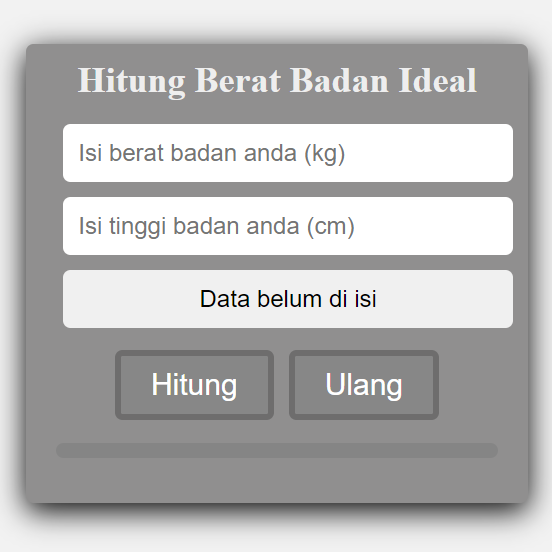 Hitung Berat Badan Ideal
Isi berat badan anda (kg)
Isi tinggi badan anda (cm)
Data belum di isi
Hitung Ulang